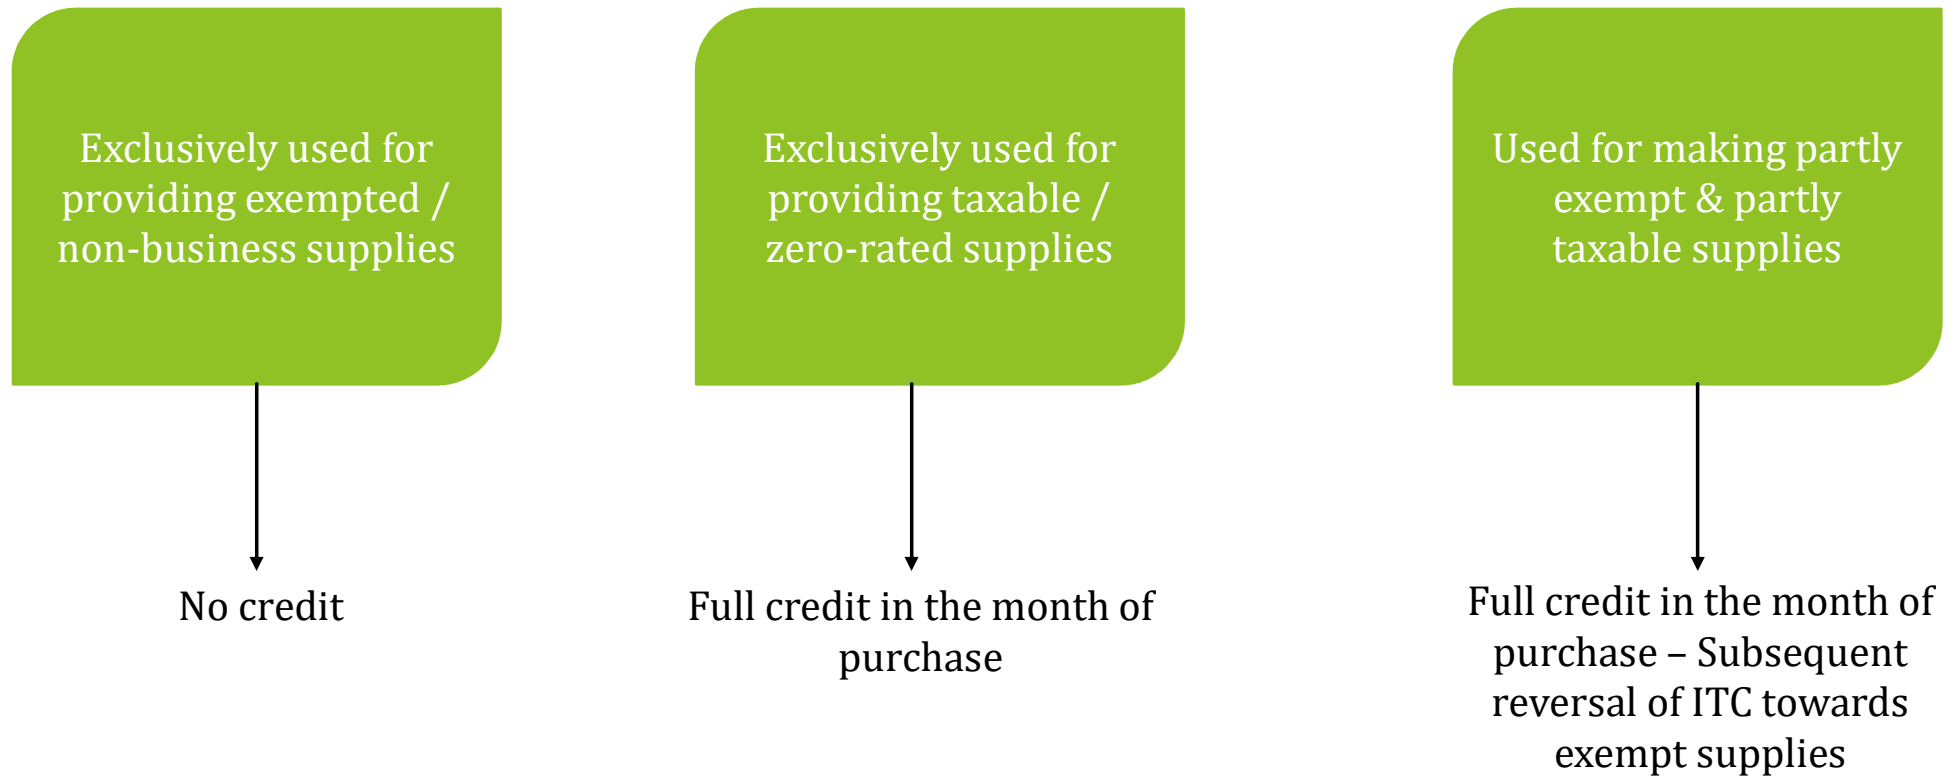 Exclusively used for
providing exempted /
non-business supplies
No credit
Exclusively used for
providing taxable /
zero-rated supplies
Full credit in the month of
purchase
Used for making partly
exempt & partly
taxable supplies
Full credit in the month of
purchase – Subsequent
reversal of ITC towards
exempt supplies